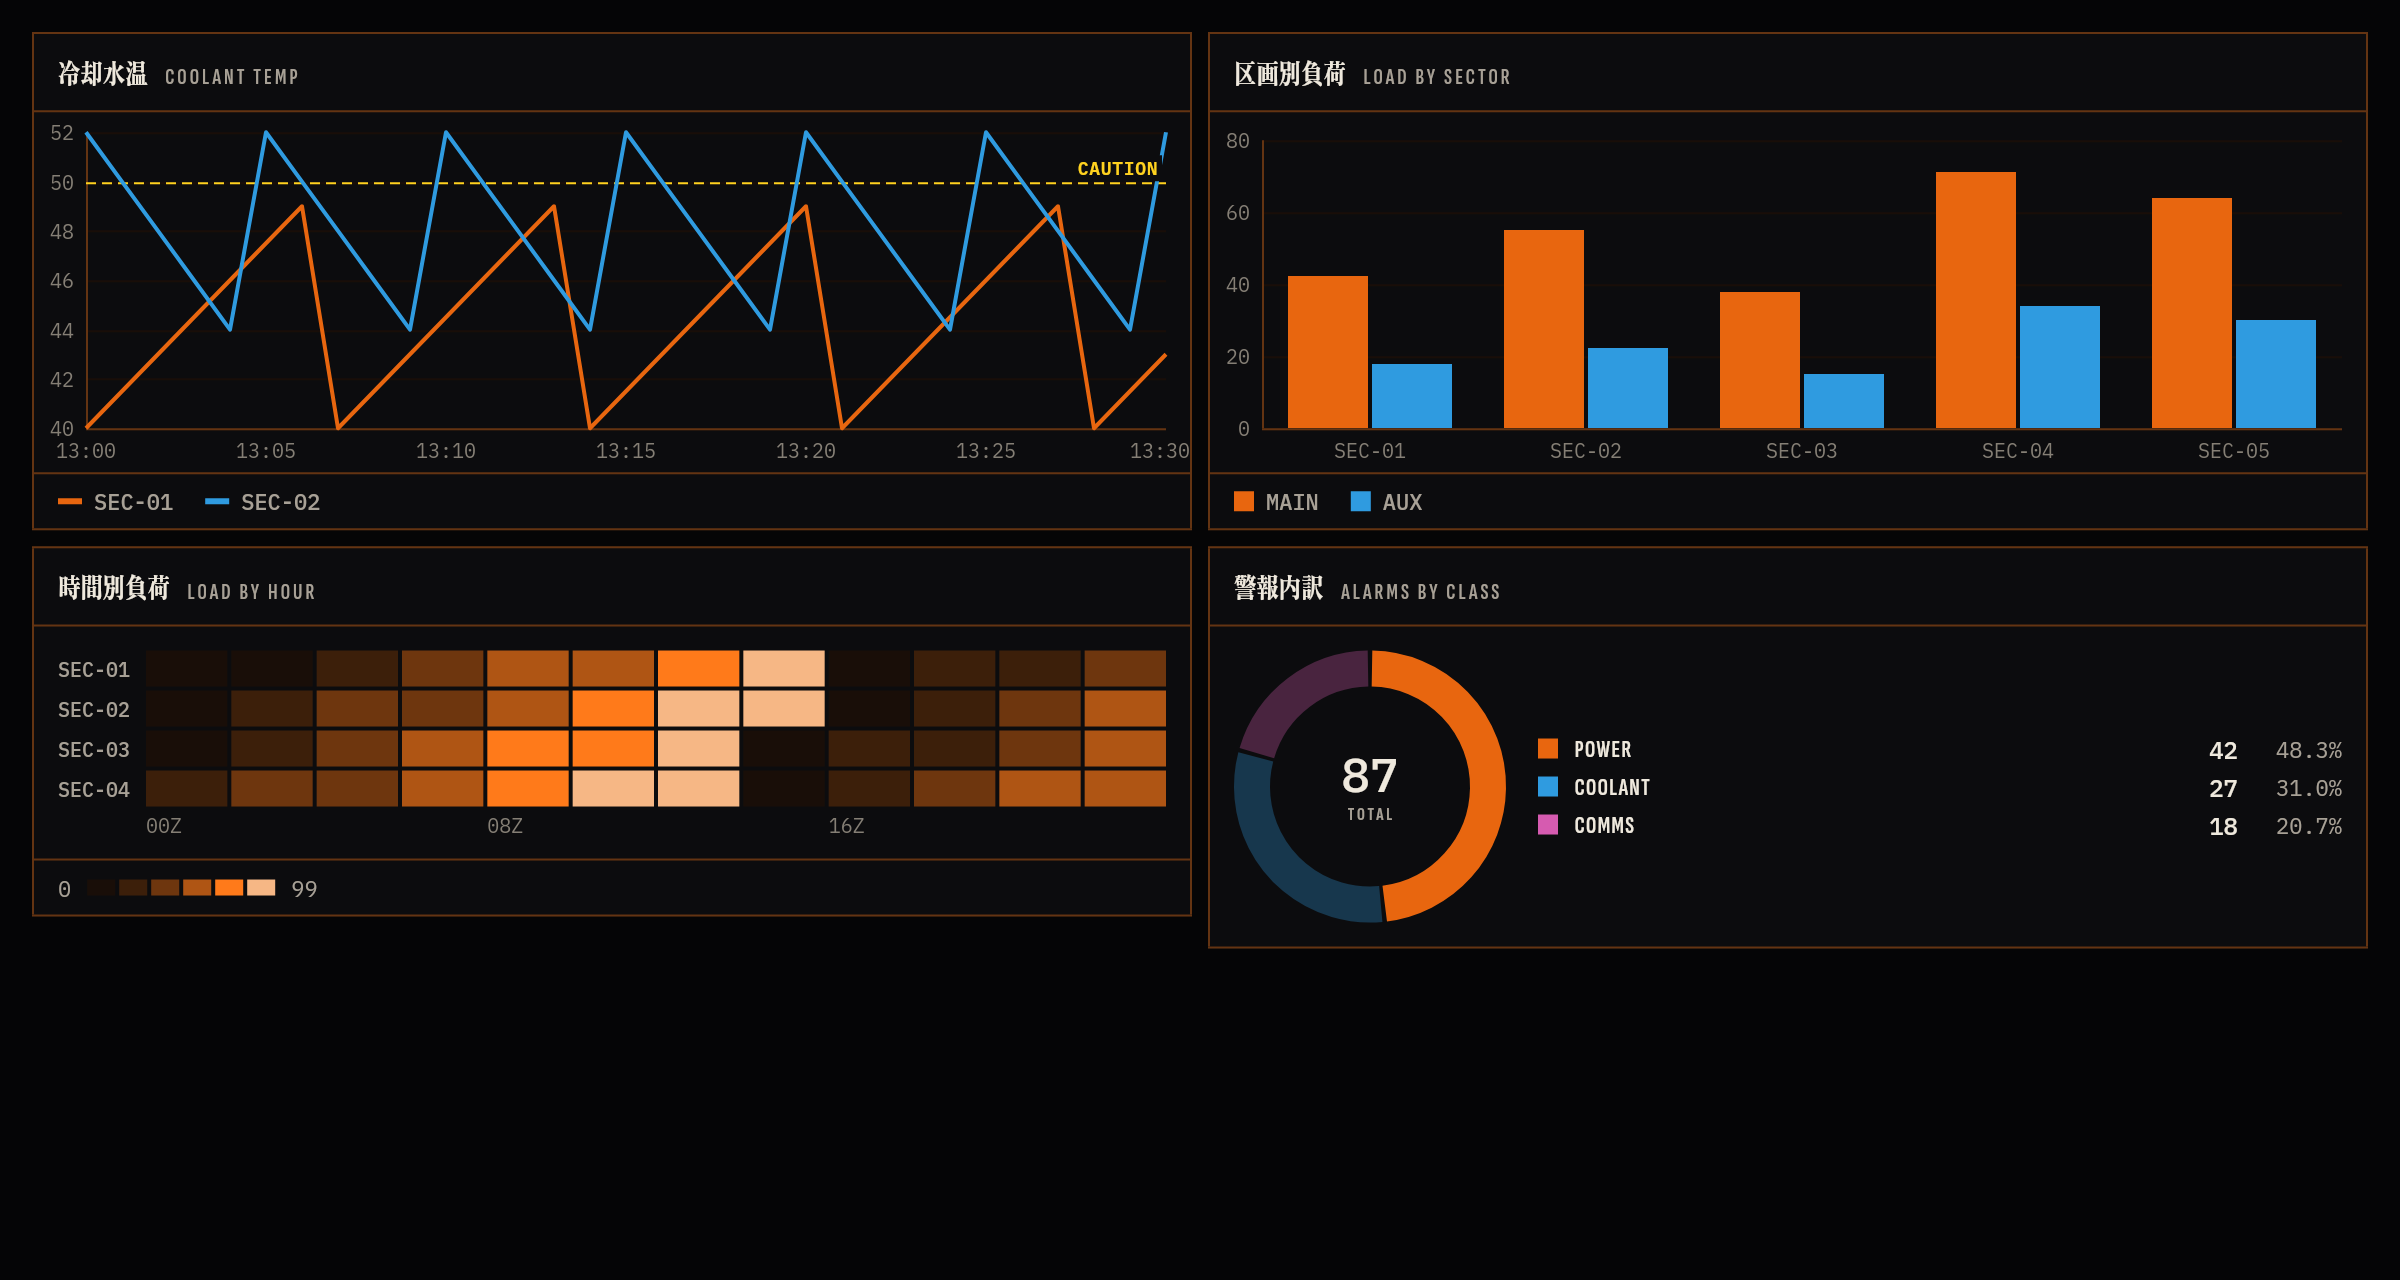 冷却水温 COOLANT TEMP
52
50
48
46
44
42
40
CAUTION
13:00 13:05 13:10 13:15 13:20 13:25 13:30
SEC-01 SEC-02
区画別負荷 LOAD BY SECTOR
80
60
40
20
0
SEC-01 SEC-02 SEC-03 SEC-04 SEC-05
MAIN AUX
時間別負荷 LOAD BY HOUR
SEC-01
SEC-02
SEC-03
SEC-04
00Z 08Z 16Z
0 99
警報内訳 ALARMS BY CLASS
87
TOTAL
POWER 42 48.3%
COOLANT 27 31.0%
COMMS 18 20.7%